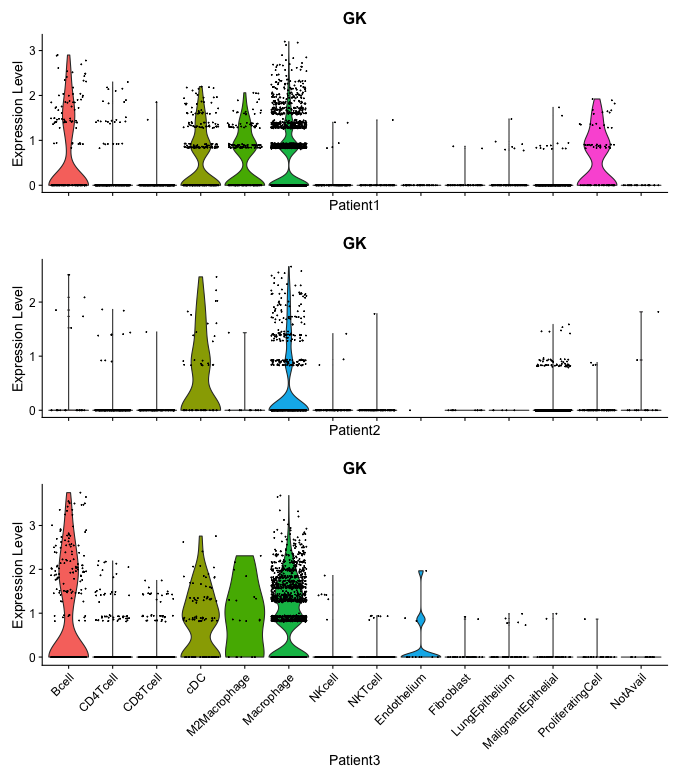 GK
Expression Level
3
2
1
0
Patient1
GK
Expression Level
2
1
0
Patient2
GK
Expression Level
3
2
1
0
Bcell
CD4Tcell
CD8Tcell
cDC
M2Macrophage
Macrophage
NKcell
NKTcell
Endothelium
Fibroblast
LungEpithelium
MalignantEpithelial
ProliferatingCell
NotAvail
Patient3